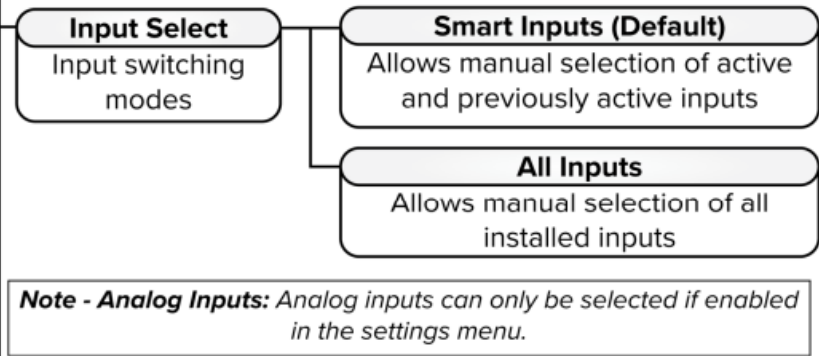 Input Select
Input switching
modes
Smart Inputs (Default)
Allows manual selection of active
and previously active inputs
All Inputs
Allows manual selection of all
installed inputs
Note - Analog Inputs: Analog inputs can only be selected if enabled
in the settings menu.